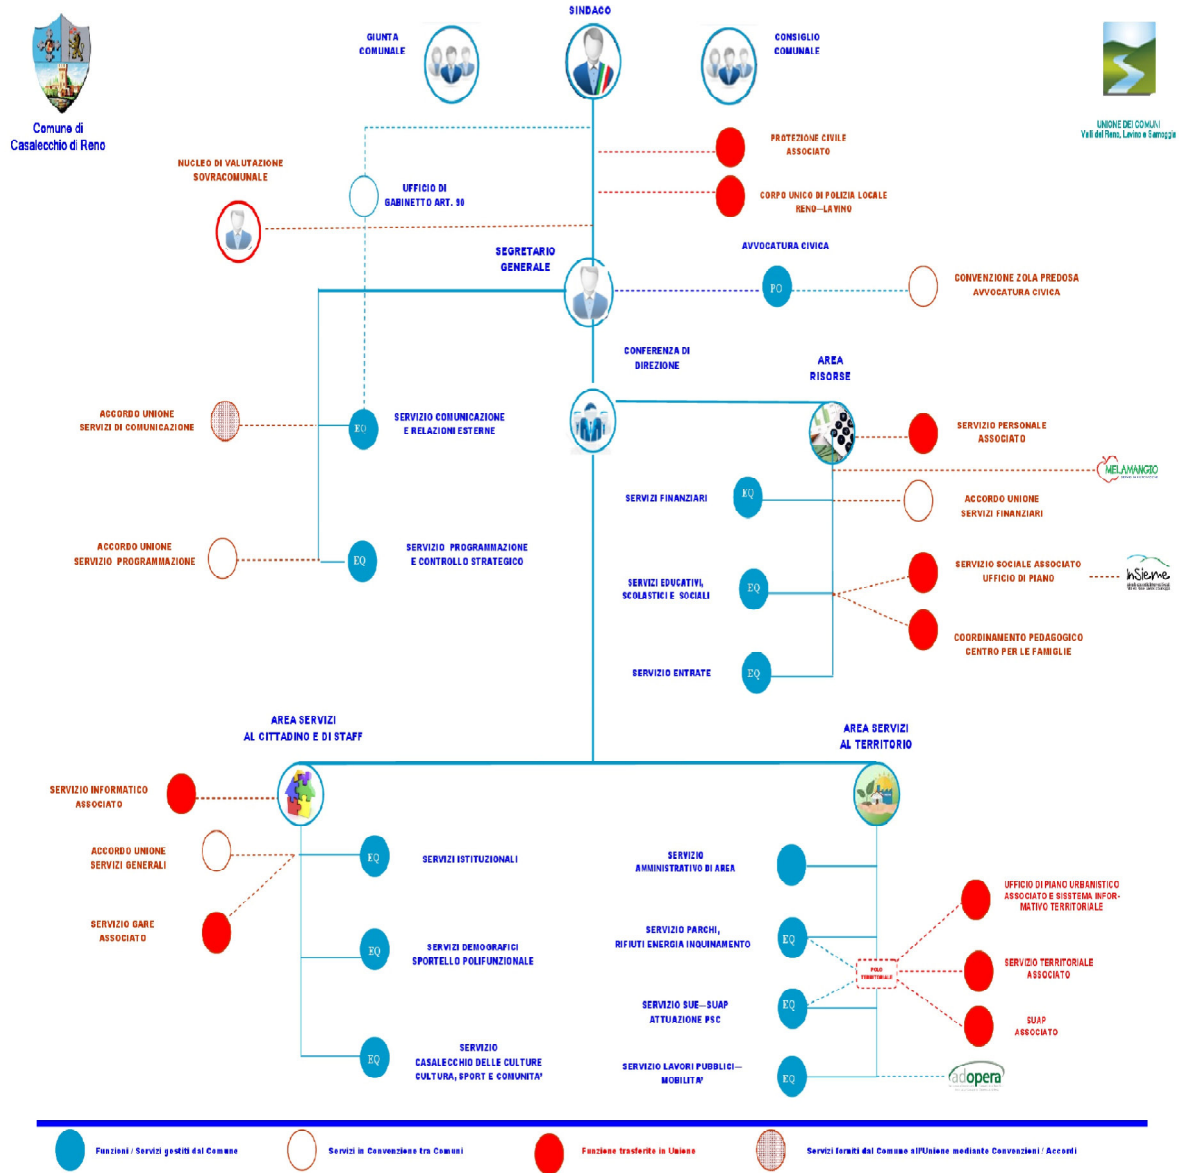 SINDACO
GIUNTA
COMUNALE
CONSIGLIO
COMUNALE
Comune di
Casalecchio di Reno
UNIONE DEI COMUNI
Valli del Reno, Lavino e Samoggia
PROTEZIONE CIVILE
ASSOCIATO
NUCLEO DI VALUTAZIONE
SOVRACOMUNALE
UFFICIO DI
GABINETTO ART. 90
CORPO UNICO DI POLIZIA LOCALE
RENO—LAVINO
SEGRETARIO
GENERALE
AVVOCATURA CIVICA
PO
CONVENZIONE ZOLA PREDOSA
AVVOCATURA CIVICA
CONFERENZA DI
DIREZIONE
AREA
RISORSE
ACCORDO UNIONE
SERVIZI DI COMUNICAZIONE
EQ
SERVIZIO COMUNICAZIONE
E RELAZIONI ESTERNE
SERVIZIO PERSONALE
ASSOCIATO
MELAMANGIO
SERVIZI FINANZIARI
EQ
ACCORDO UNIONE
SERVIZI FINANZIARI
ACCORDO UNIONE
SERVIZIO PROGRAMMAZIONE
EQ
SERVIZIO PROGRAMMAZIONE
E CONTROLLO STRATEGICO
SERVIZI EDUCATIVI,
SCOLASTICI E SOCIALI
EQ
SERVIZIO SOCIALE ASSOCIATO
UFFICIO DI PIANO
InSieme
COORDINAMENTO PEDAGOGICO
CENTRO PER LE FAMIGLIE
SERVIZIO ENTRATE
EQ
AREA SERVIZI
AL CITTADINO E DI STAFF
AREA SERVIZI
AL TERRITORIO
SERVIZIO INFORMATICO
ASSOCIATO
ACCORDO UNIONE
SERVIZI GENERALI
EQ
SERVIZI ISTITUZIONALI
SERVIZIO GARE
ASSOCIATO
EQ
SERVIZI DEMOGRAFICI
SPORTELLO POLIFUNZIONALE
EQ
SERVIZIO
CASALECCHIO DELLE CULTURE
CULTURA, SPORT E COMUNITA'
SERVIZIO
AMMINISTRATIVO DI AREA
SERVIZIO PARCHI,
RIFIUTI ENERGIA INQUINAMENTO
EQ
POLO
TERRITORIALE
UFFICIO DI PIANO URBANISTICO
ASSOCIATO E SISSTEMA INFOR-
MATIVO TERRITORIALE
SERVIZIO TERRITORIALE
ASSOCIATO
SERVIZIO SUE—SUAP
ATTUAZIONE PSC
EQ
SUAP
ASSOCIATO
SERVIZIO LAVORI PUBBLICI—
MOBILITA'
EQ
adopera
Funzioni / Servizi gestiti dal Comune
Servizi in Convenzione tra Comuni
Funzione trasferite in Unione
Servizi forniti dal Comune all'Unione mediante Convenzioni / Accordi